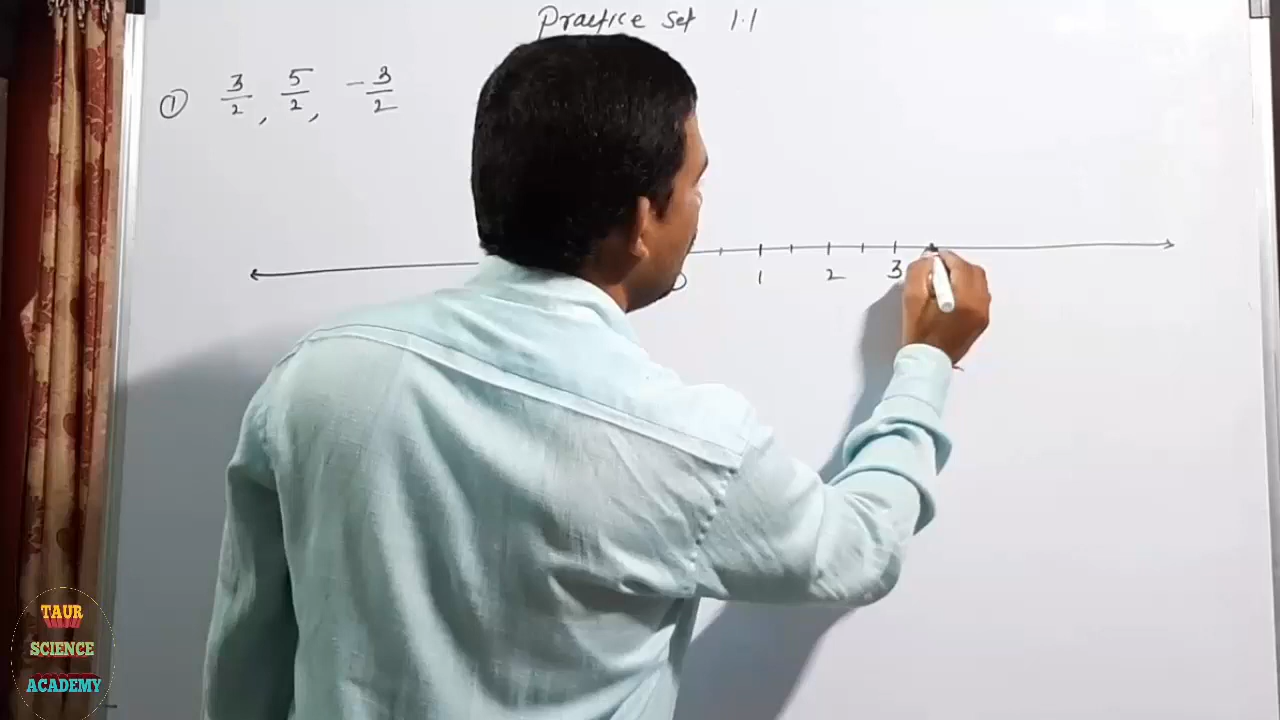 Practice Set 1.1
① 3/2, 5/2, -3/2
0 1 2 3
TAUR
SCIENCE
ACADEMY